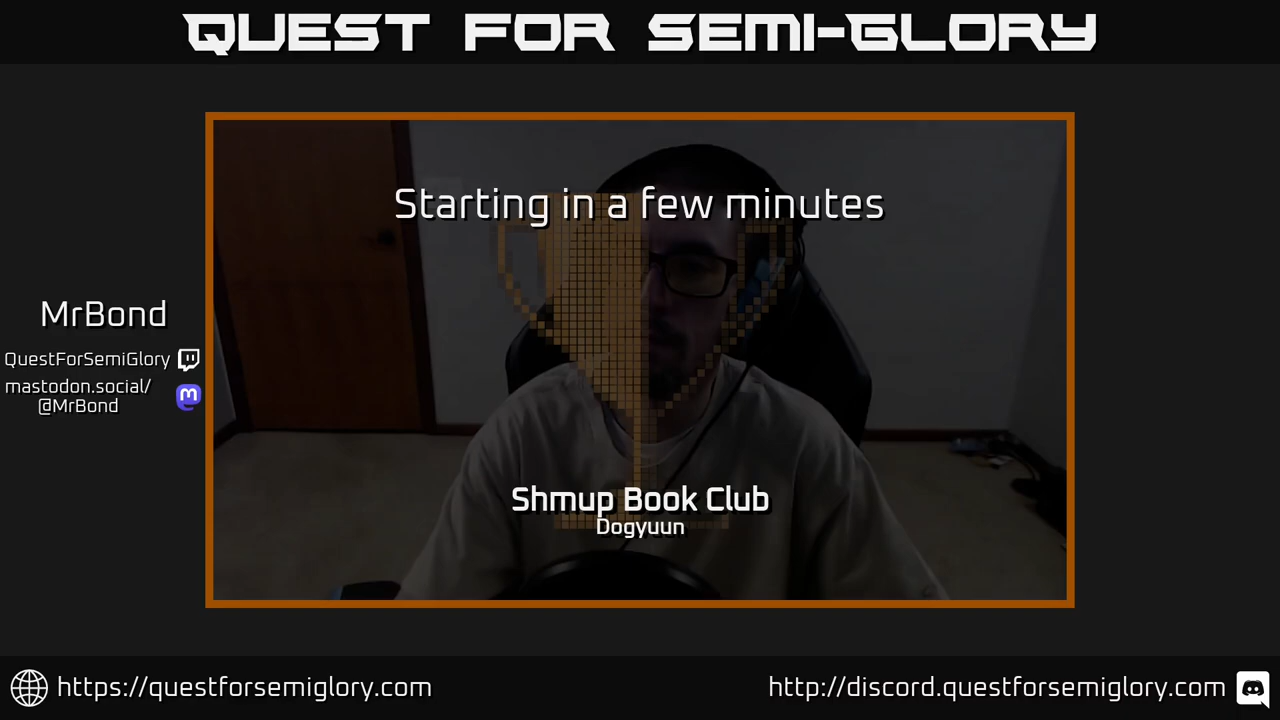 QUEST FOR SEMI-GLORY
Starting in a few minutes
MrBond
QuestForSemiGlory
mastodon.social/
@MrBond
Shmup Book Club
Dogyuun
https://questforsemiglory.com
http://discord.questforsemiglory.com